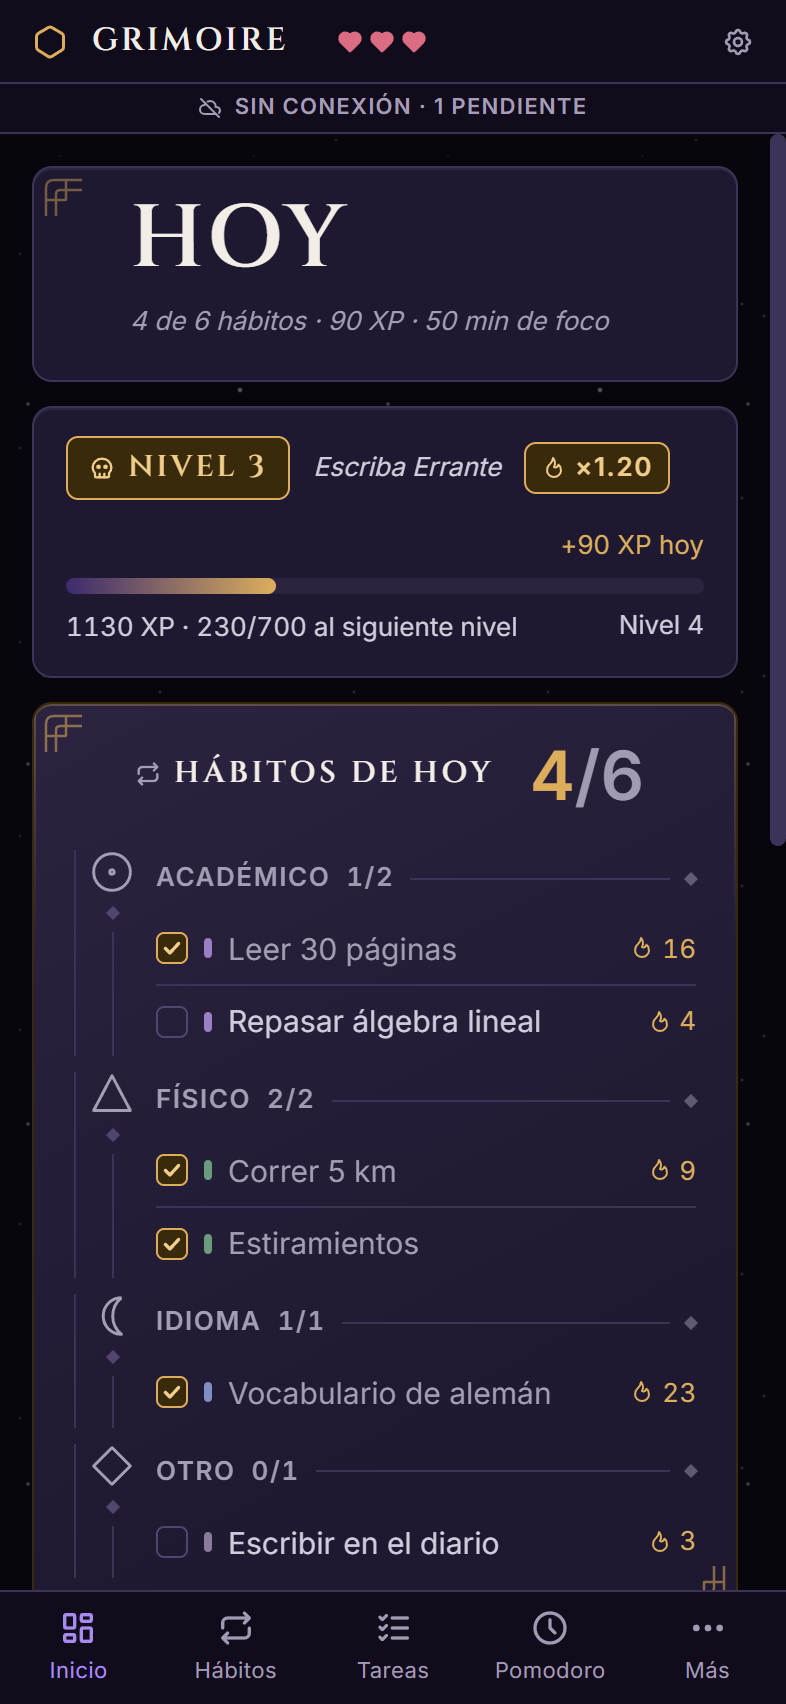 GRIMOIRE
SIN CONEXIÓN · 1 PENDIENTE
HOY
4 de 6 hábitos · 90 XP · 50 min de foco
NIVEL 3 Escriba Errante ×1.20
+90 XP hoy
1130 XP · 230/700 al siguiente nivel Nivel 4
HÁBITOS DE HOY 4/6
ACADÉMICO 1/2
Leer 30 páginas 16
Repasar álgebra lineal 4
FÍSICO 2/2
Correr 5 km 9
Estiramientos
IDIOMA 1/1
Vocabulario de alemán 23
OTRO 0/1
Escribir en el diario 3
Inicio Hábitos Tareas Pomodoro Más